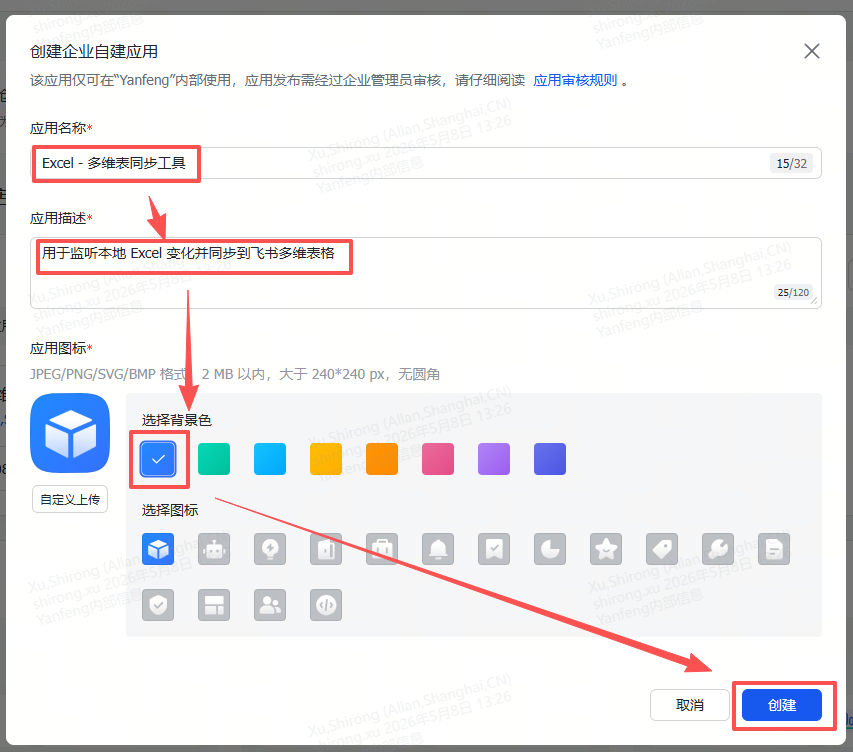 创建企业自建应用
该应用仅可在“Yanfeng”内部使用，应用发布需经过企业管理员审核，请仔细阅读 应用审核规则 。
应用名称*
Excel - 多维表同步工具
15/32
应用描述*
用于监听本地 Excel 变化并同步到飞书多维表格
25/120
应用图标*
JPEG/PNG/SVG/BMP 格式，2 MB 以内，大于 240*240 px，无圆角
选择背景色
自定义上传
选择图标
取消
创建
Xu,Shirong (Allan,Shanghai,CN)
shirong.xu 2026年5月8日 13:26
Yanfeng内部信息